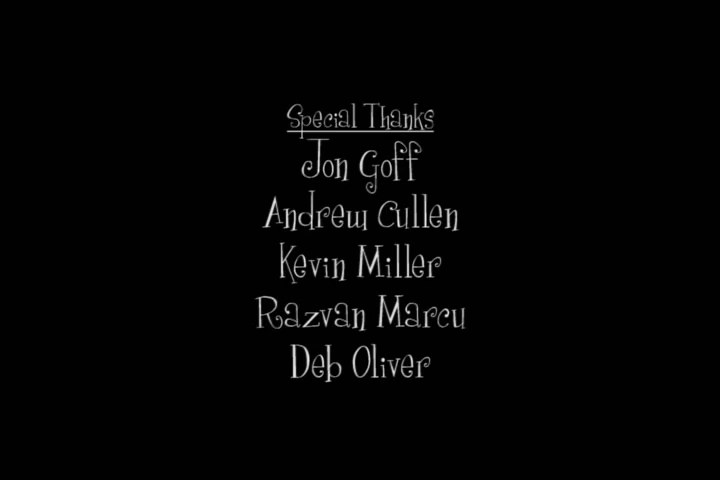 Special Thanks
Jon Goff
Andrew Cullen
Kevin Miller
Razvan Marcu
Deb Oliver